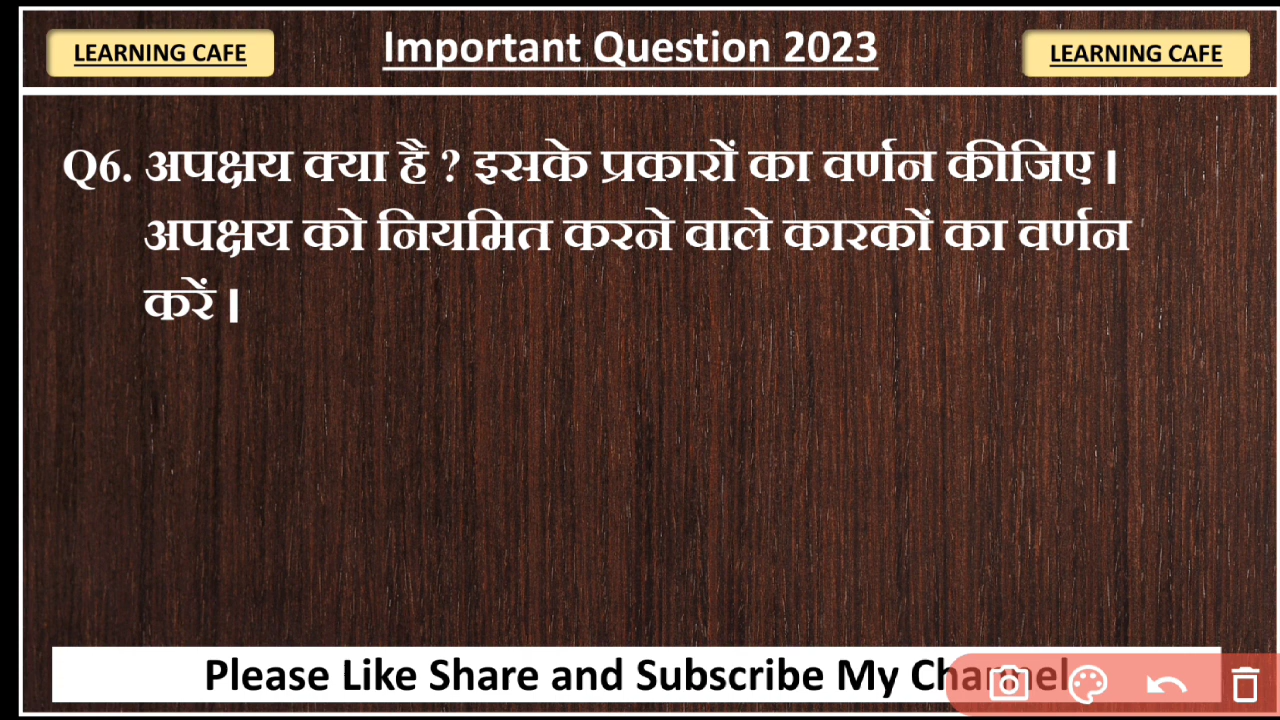 LEARNING CAFE
Important Question 2023
LEARNING CAFE
Q6. अपक्षय क्या है ? इसके प्रकारों का वर्णन कीजिए ।
अपक्षय को नियमित करने वाले कारकों का वर्णन
करें ।
Please Like Share and Subscribe My Channel